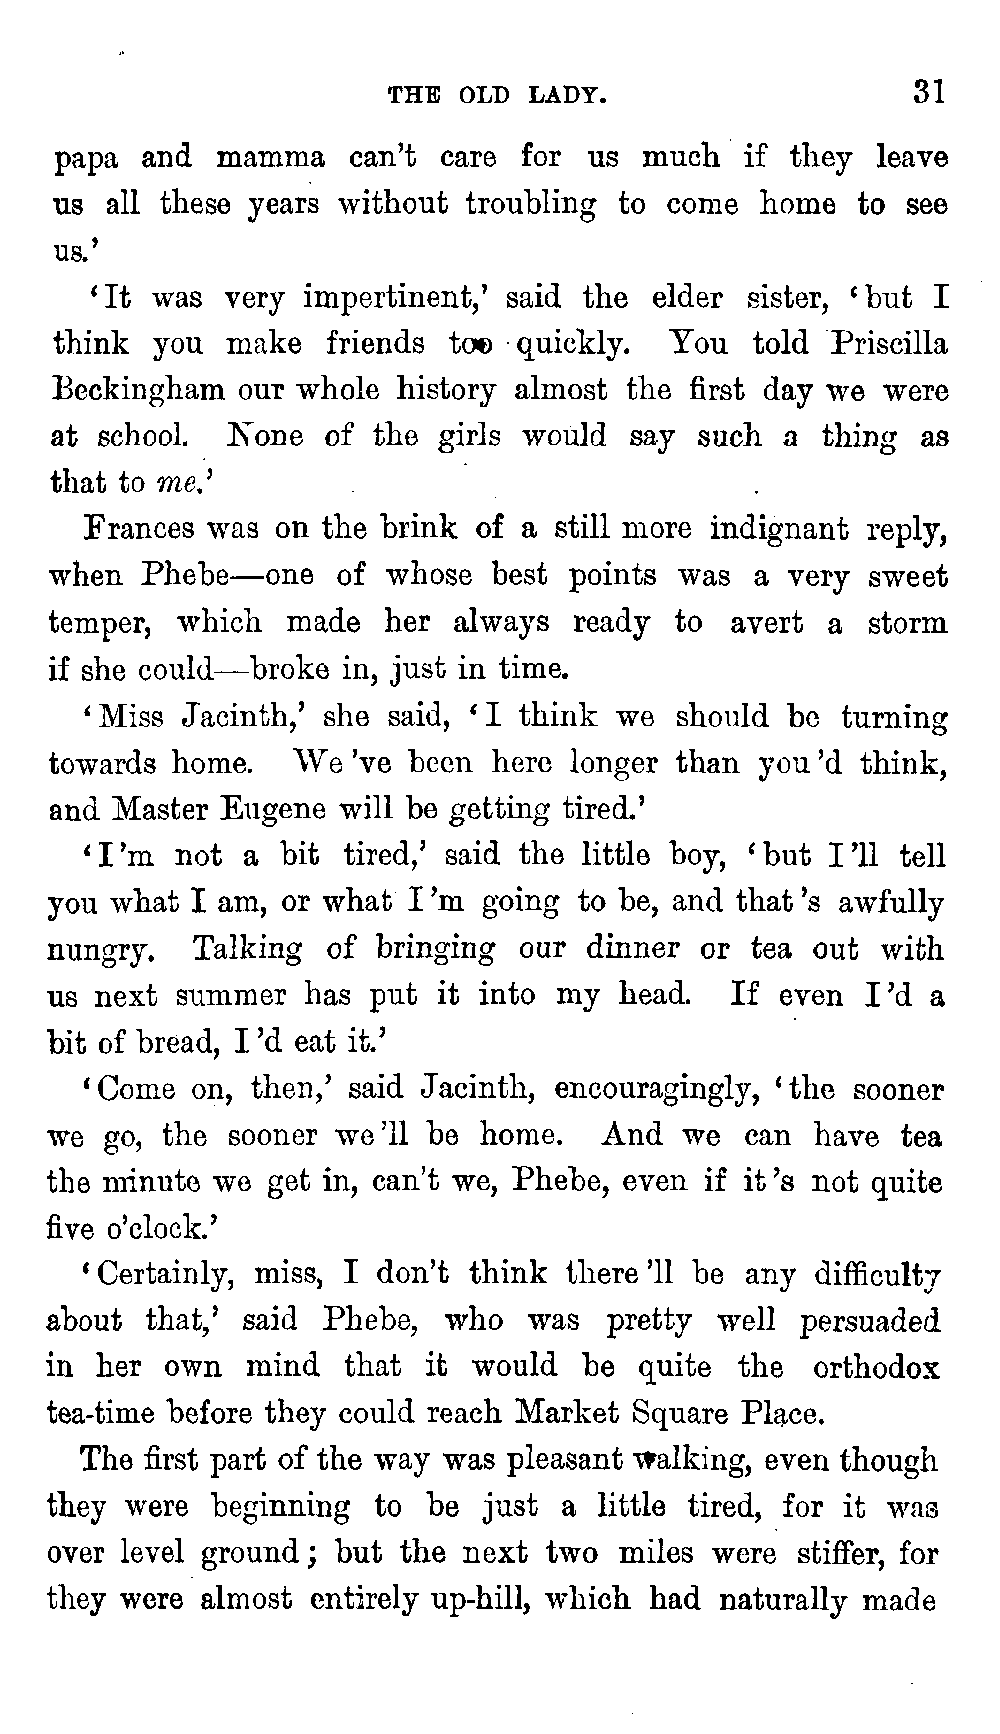 THE OLD LADY. 31
papa and mamma can't care for us much if they leave
us all these years without troubling to come home to see
us.'
‘It was very impertinent,’ said the elder sister, ‘but I
think you make friends too quickly. You told Priscilla
Beckingham our whole history almost the first day we were
at school. None of the girls would say such a thing as
that to me.’
Frances was on the brink of a still more indignant reply,
when Phebe—one of whose best points was a very sweet
temper, which made her always ready to avert a storm
if she could—broke in, just in time.
‘Miss Jacinth,’ she said, ‘I think we should be turning
towards home. We 've been here longer than you 'd think,
and Master Eugene will be getting tired.’
‘I 'm not a bit tired,’ said the little boy, ‘but I 'll tell
you what I am, or what I 'm going to be, and that 's awfully
nungry. Talking of bringing our dinner or tea out with
us next summer has put it into my head. If even I 'd a
bit of bread, I 'd eat it.’
‘Come on, then,’ said Jacinth, encouragingly, ‘the sooner
we go, the sooner we 'll be home. And we can have tea
the minute we get in, can't we, Phebe, even if it 's not quite
five o'clock.’
‘Certainly, miss, I don't think there 'll be any difficulty
about that,’ said Phebe, who was pretty well persuaded
in her own mind that it would be quite the orthodox
tea-time before they could reach Market Square Place.
The first part of the way was pleasant walking, even though
they were beginning to be just a little tired, for it was
over level ground; but the next two miles were stiffer, for
they were almost entirely up-hill, which had naturally made